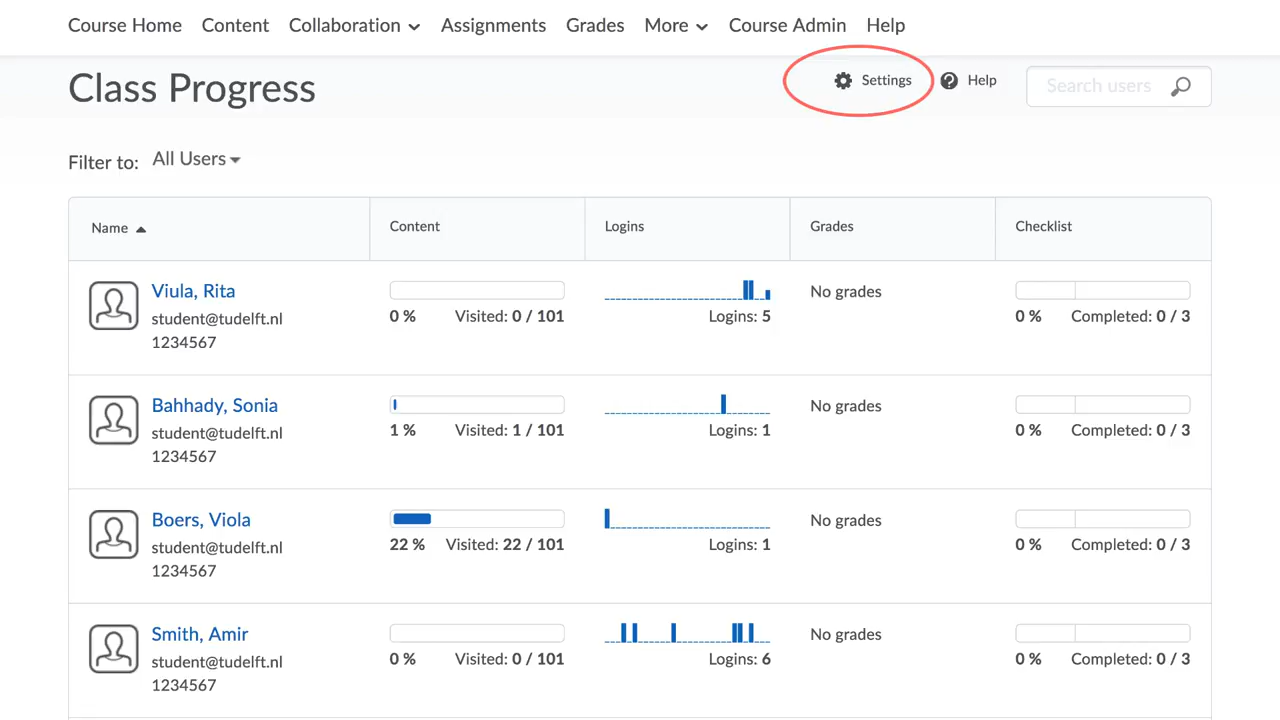 Course Home Content Collaboration Assignments Grades More Course Admin Help
Class Progress
Settings Help Search users
Filter to: All Users
Name Content Logins Grades Checklist
Viula, Rita No grades
student@tudelft.nl 0 % Visited: 0 / 101 Logins: 5 0 % Completed: 0 / 3
1234567
Bahhady, Sonia No grades
student@tudelft.nl 1 % Visited: 1 / 101 Logins: 1 0 % Completed: 0 / 3
1234567
Boers, Viola No grades
student@tudelft.nl 22 % Visited: 22 / 101 Logins: 1 0 % Completed: 0 / 3
1234567
Smith, Amir No grades
student@tudelft.nl 0 % Visited: 0 / 101 Logins: 6 0 % Completed: 0 / 3
1234567